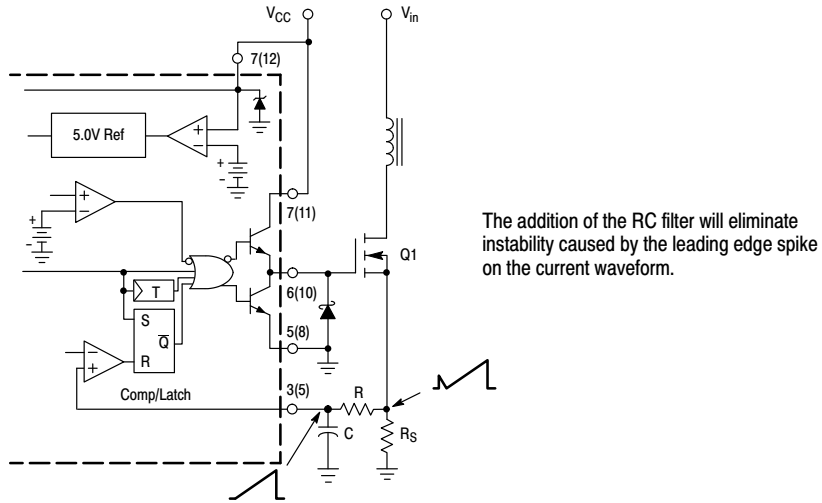 VCC
Vin
7(12)
5.0V Ref
+
−
+
-
+
−
+
-
7(11)
Q1
The addition of the RC filter will eliminate
instability caused by the leading edge spike
on the current waveform.
6(10)
T
S
Q
R
5(8)
−
+
Comp/Latch
3(5)
R
C
RS